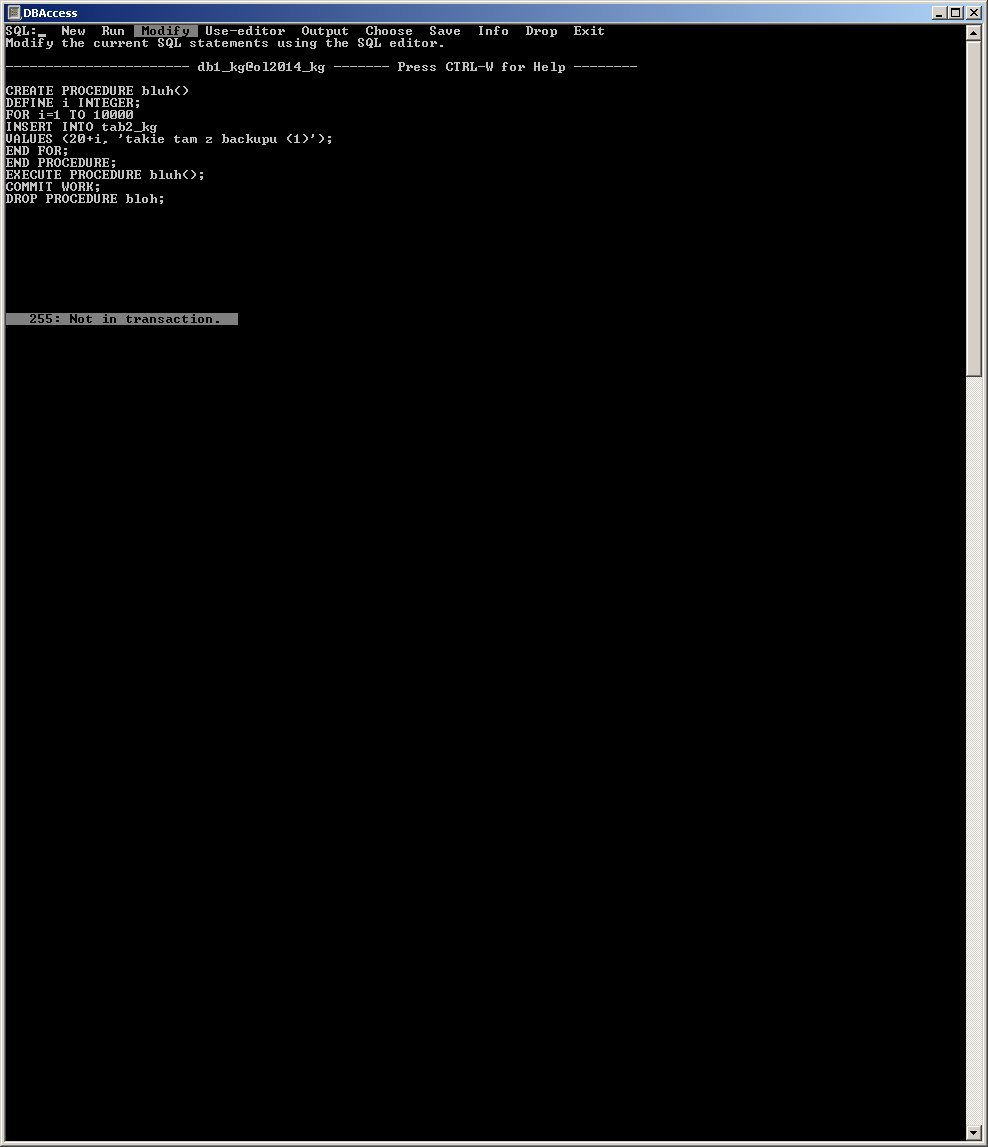 DBAccess
SQL:_ New Run Modify Use-editor Output Choose Save Info Drop Exit
Modify the current SQL statements using the SQL editor.
----------------------- db1_kg@ol2014_kg ------- Press CTRL-W for Help --------
CREATE PROCEDURE bluh()
DEFINE i INTEGER;
FOR i=1 TO 10000
INSERT INTO tab2_kg
VALUES (20+i, 'takie tam z backupu (1)');
END FOR;
END PROCEDURE;
EXECUTE PROCEDURE bluh();
COMMIT WORK;
DROP PROCEDURE bloh;
255: Not in transaction.